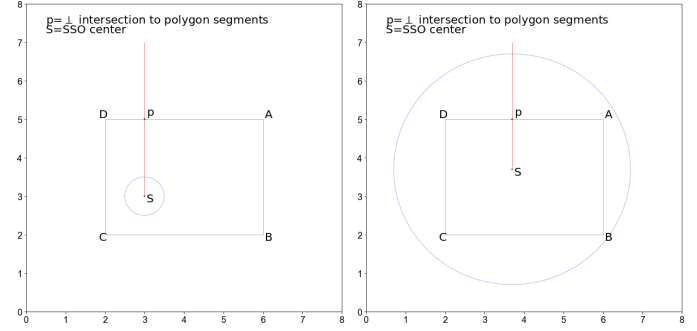 p=⊥ intersection to polygon segments
S=SSO center
D
p
A
S
C
B
8
7
6
5
4
3
2
1
0
0 1 2 3 4 5 6 7 8
p=⊥ intersection to polygon segments
S=SSO center
D
p
A
S
C
B
8
7
6
5
4
3
2
1
0
0 1 2 3 4 5 6 7 8